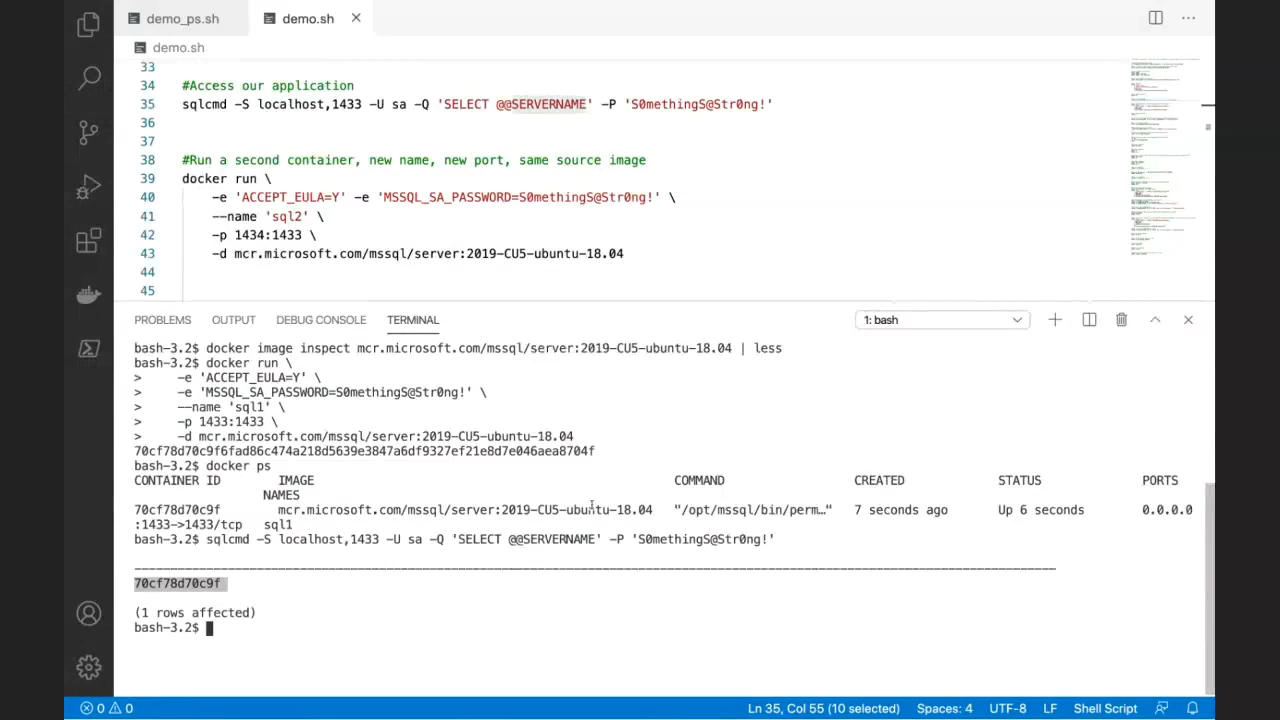 demo_ps.sh
demo.sh
demo.sh
33
34 #Access our application
35 sqlcmd -S localhost,1433 -U sa -Q 'SELECT @@SERVERNAME' -P 'S0methingS@Str0ng!'
36
37
38 #Run a second container, new name, new port, same source image
39 docker run \
40 -e 'ACCEPT_EULA=Y' -e 'MSSQL_SA_PASSWORD=S0methingS@Str0ng!' \
41 --name 'sql2' \
42 -p 1434:1433 \
43 -d mcr.microsoft.com/mssql/server:2019-CU5-ubuntu-18.04
44
45
PROBLEMS OUTPUT DEBUG CONSOLE TERMINAL 1: bash
bash-3.2$ docker image inspect mcr.microsoft.com/mssql/server:2019-CU5-ubuntu-18.04 | less
bash-3.2$ docker run \
> -e 'ACCEPT_EULA=Y' \
> -e 'MSSQL_SA_PASSWORD=S0methingS@Str0ng!' \
> --name 'sql1' \
> -p 1433:1433 \
> -d mcr.microsoft.com/mssql/server:2019-CU5-ubuntu-18.04
70cf78d70c9f6fad86c474a218d5639e3847a6df9327ef21e8d7e046aea8704f
bash-3.2$ docker ps
CONTAINER ID IMAGE COMMAND CREATED STATUS PORTS
NAMES
70cf78d70c9f mcr.microsoft.com/mssql/server:2019-CU5-ubuntu-18.04 "/opt/mssql/bin/perm…" 7 seconds ago Up 6 seconds 0.0.0.0
:1433->1433/tcp sql1
bash-3.2$ sqlcmd -S localhost,1433 -U sa -Q 'SELECT @@SERVERNAME' -P 'S0methingS@Str0ng!'
--------------------------------------------------------------------------------------------------------------------------------
70cf78d70c9f
(1 rows affected)
bash-3.2$
0 0 Ln 35, Col 55 (10 selected) Spaces: 4 UTF-8 LF Shell Script